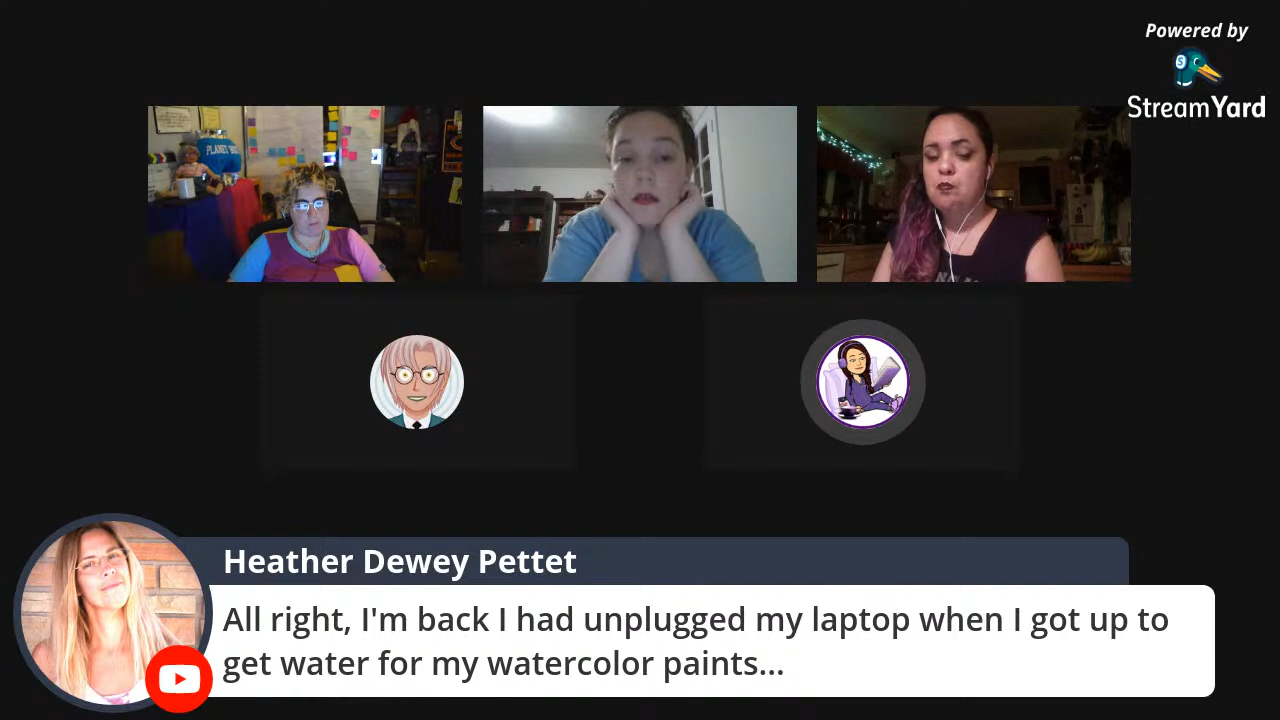 Powered by
StreamYard
PLANET
Heather Dewey Pettet
All right, I'm back I had unplugged my laptop when I got up to
get water for my watercolor paints...